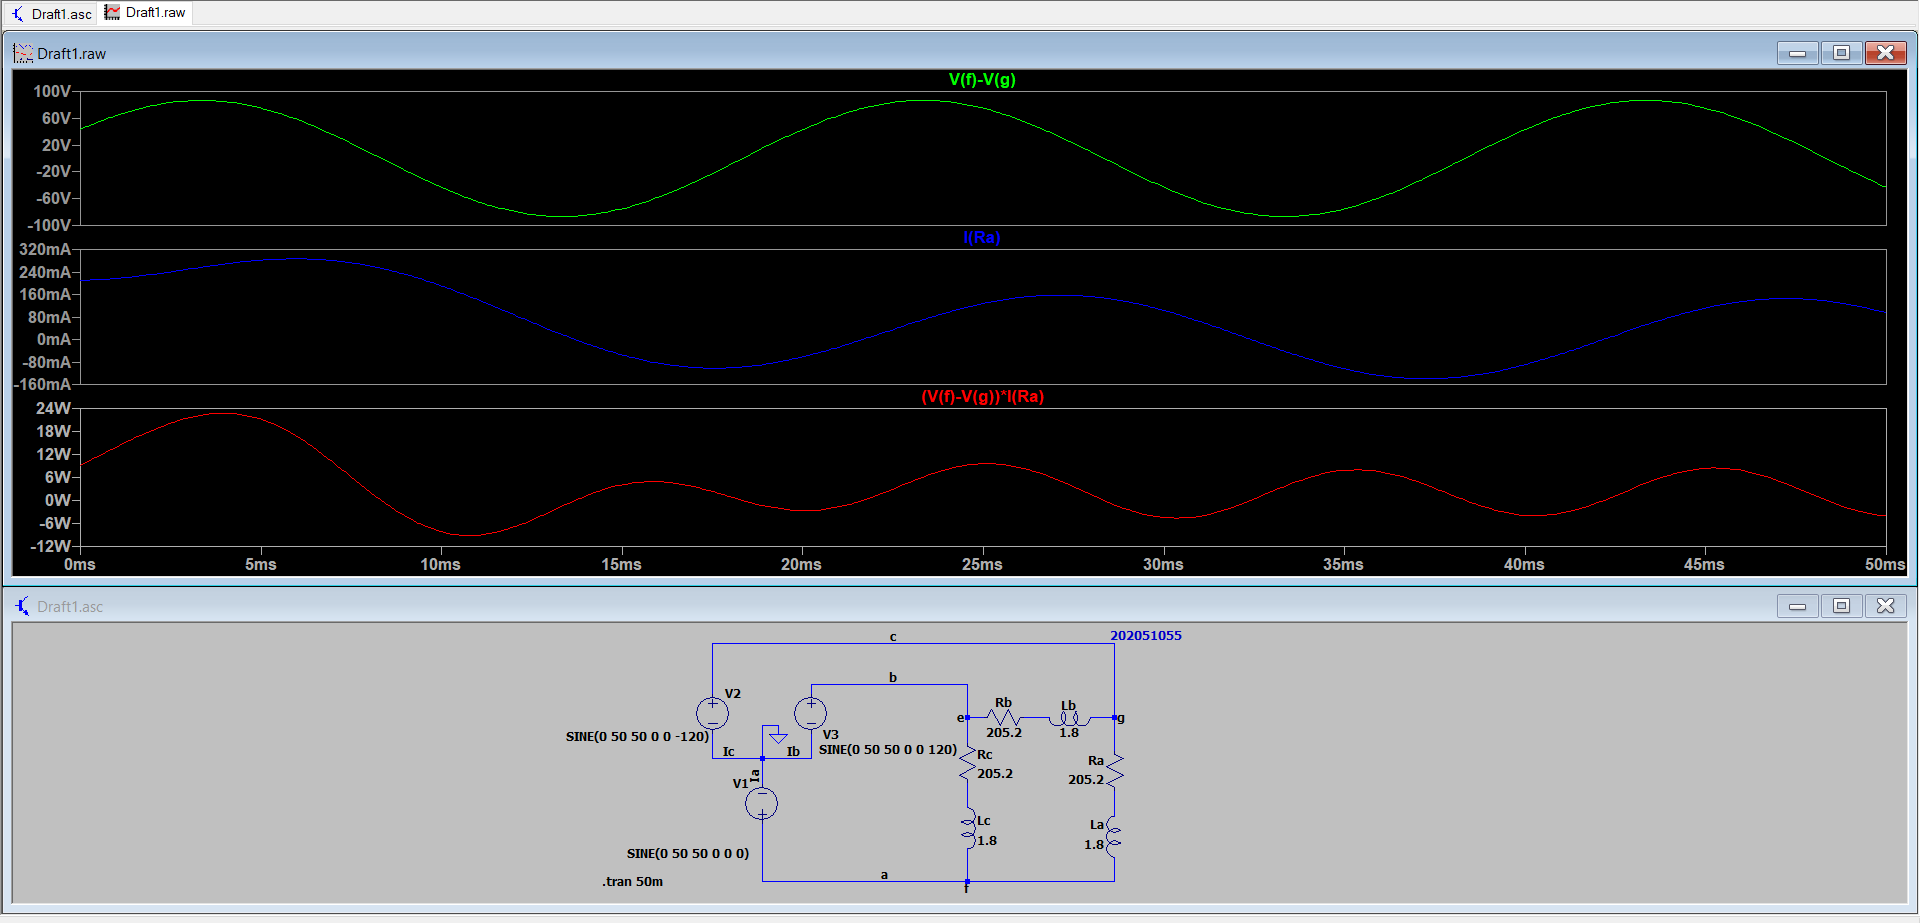 Draft1.asc Draft1.raw
Draft1.raw
V(f)-V(g)
100V
60V
20V
-20V
-60V
-100V
I(Ra)
320mA
240mA
160mA
80mA
0mA
-80mA
-160mA
(V(f)-V(g))*I(Ra)
24W
18W
12W
6W
0W
-6W
-12W
0ms 5ms 10ms 15ms 20ms 25ms 30ms 35ms 40ms 45ms 50ms
Draft1.asc
c 202051055
b
V2
Rb Lb
e g
205.2 1.8
V3
SINE(0 50 50 0 0 -120)
Ic Ib SINE(0 50 50 0 0 120)
Rc
205.2
Ra
205.2
Ia
V1
Lc
1.8
La
1.8
SINE(0 50 50 0 0 0)
a
f
.tran 50m